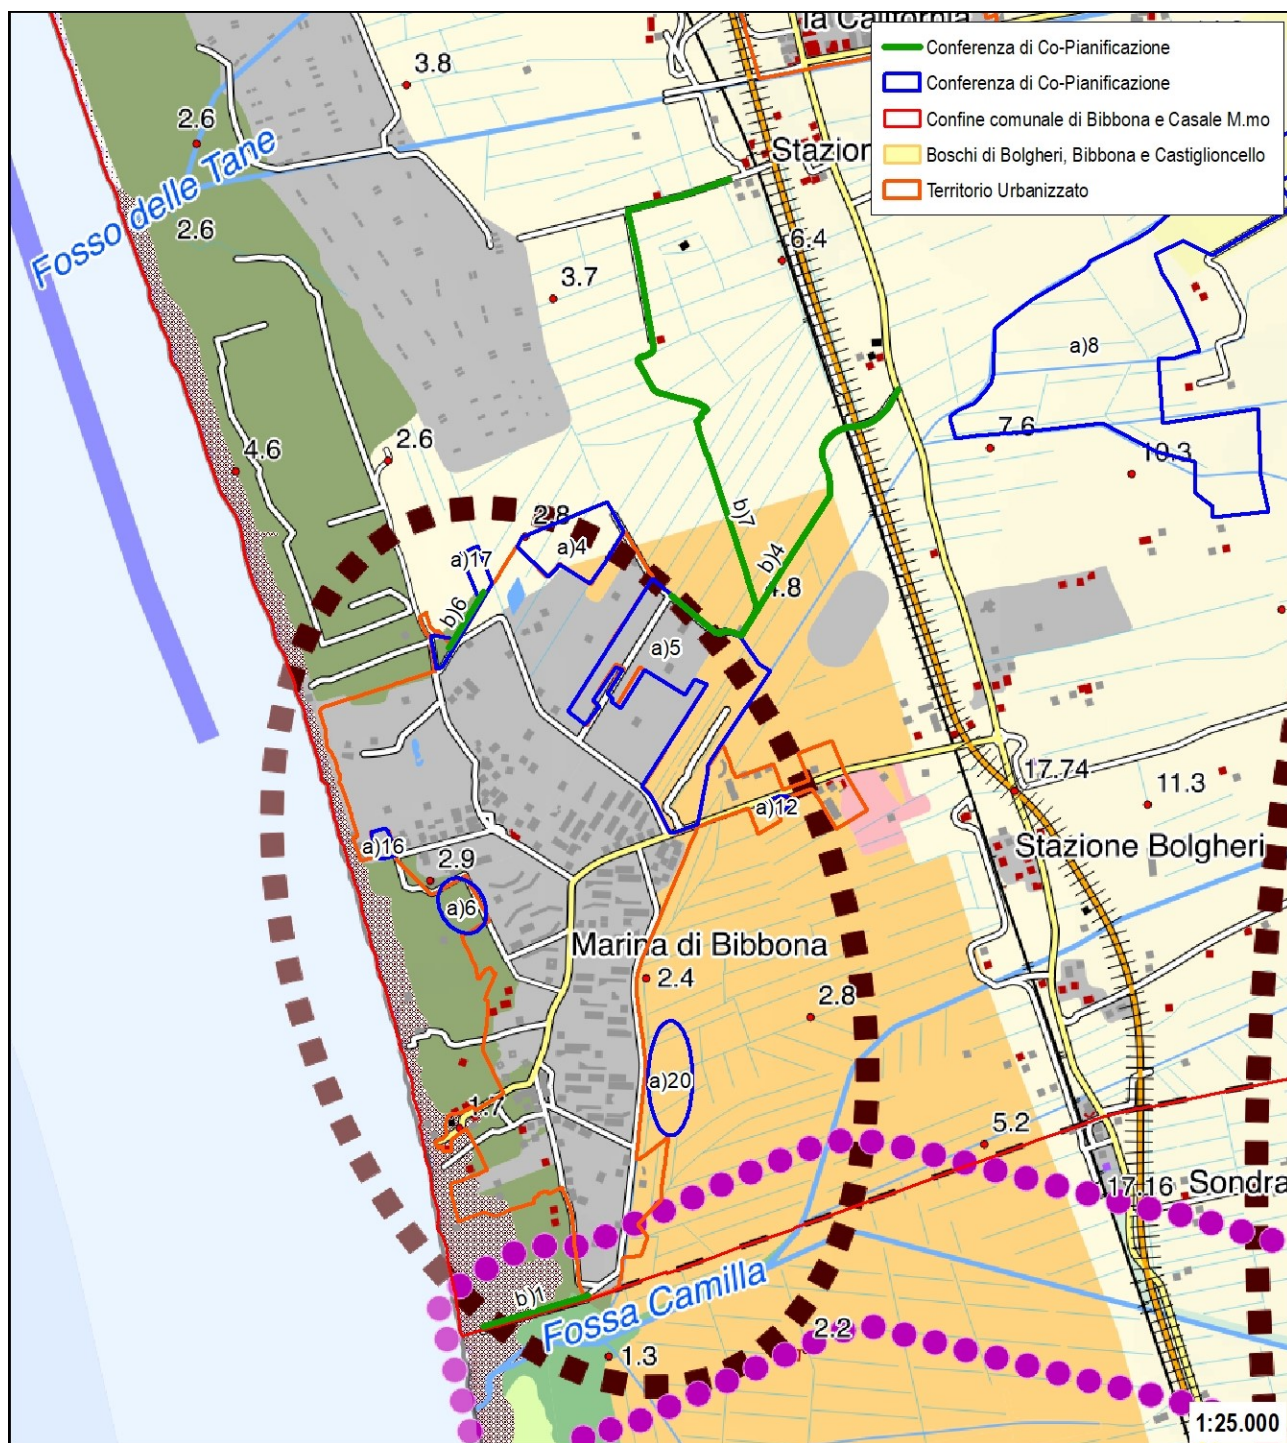 la California
Conferenza di Co-Pianificazione
Conferenza di Co-Pianificazione
Confine comunale di Bibbona e Casale M.mo
Boschi di Bolgheri, Bibbona e Castiglioncello
Territorio Urbanizzato
3.8
2.6
Fosso delle Tane
2.6
Stazion
6.4
3.7
a)8
7.6
10.3
4.6
2.6
2.8
a)4
a)17
b)7
b)4
4.8
b)6
a)5
17.74
11.3
a)12
Stazione Bolgheri
a)16
2.9
a)6
Marina di Bibbona
2.4
2.8
a)20
1.7
5.2
17.16
Sondra
b)1
Fossa Camilla
2.2
1.3
1:25.000